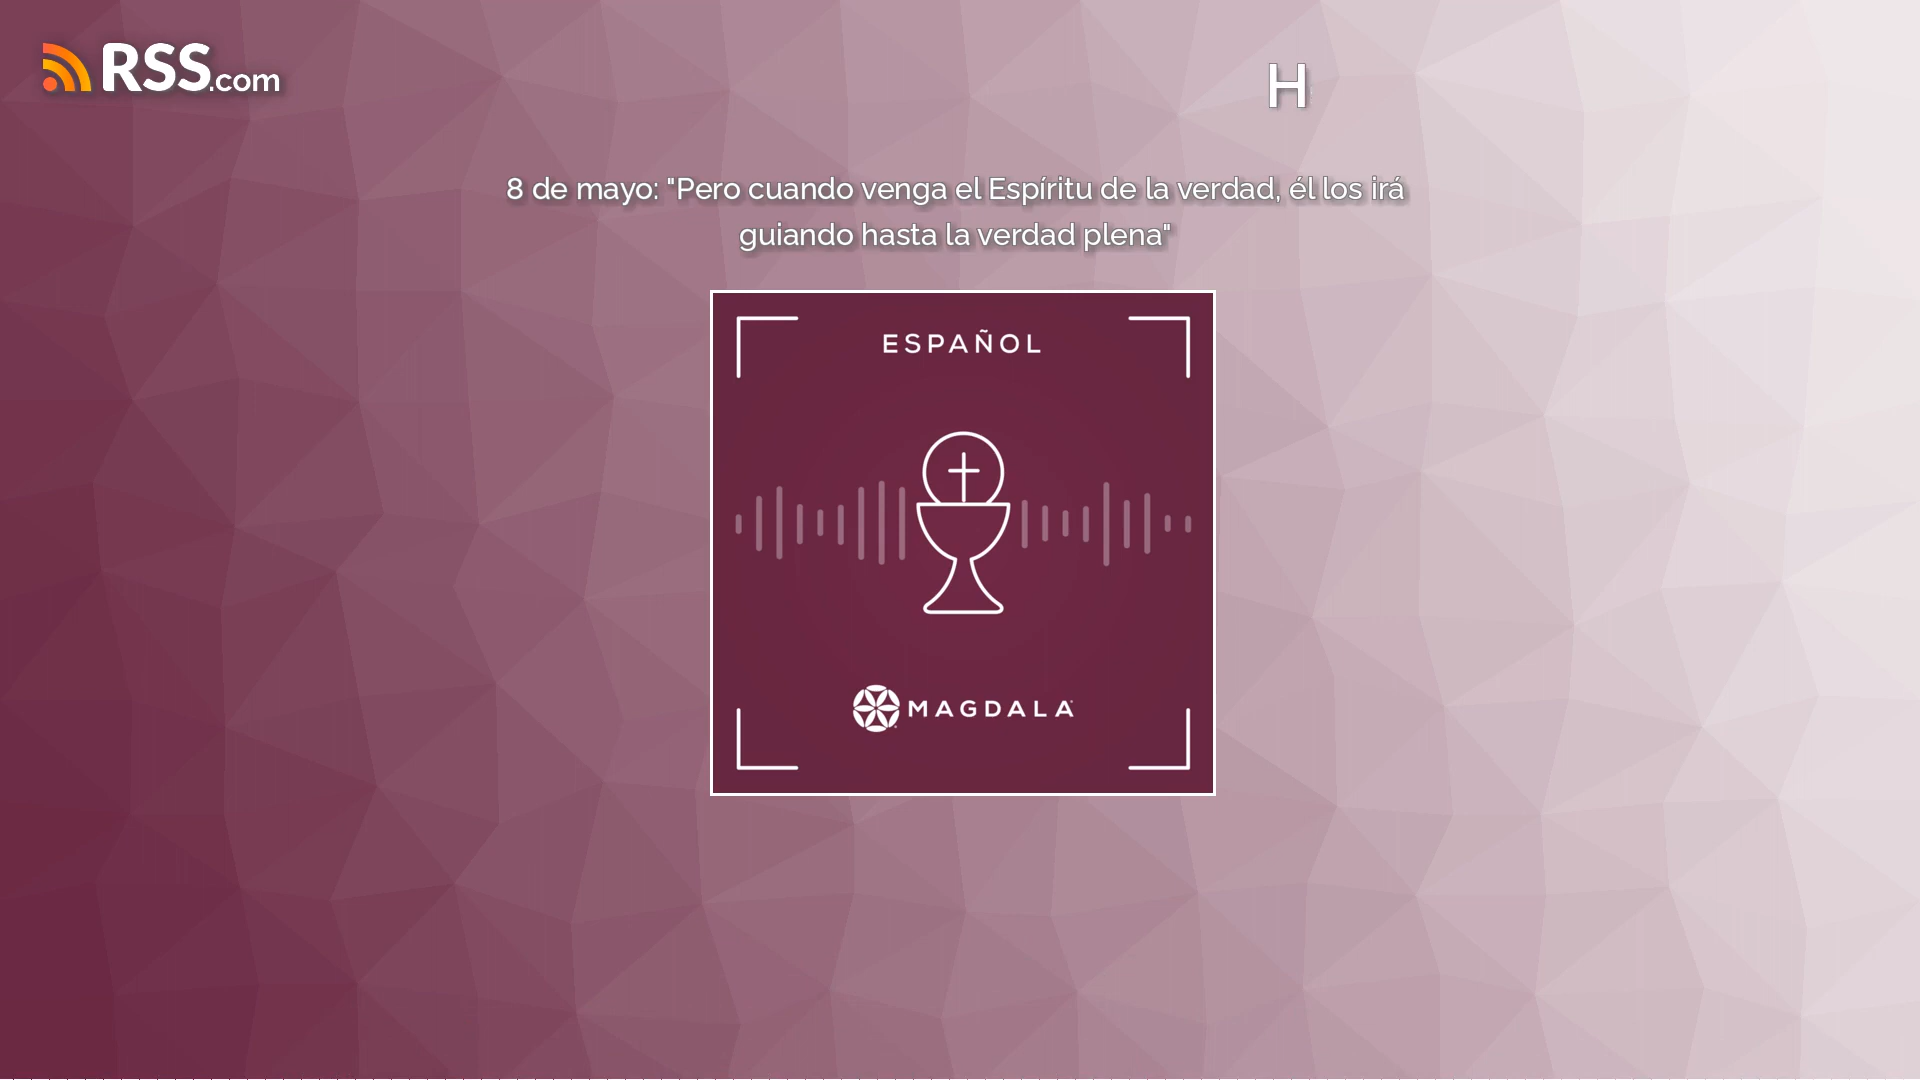 RSS.com
H
8 de mayo: "Pero cuando venga el Espíritu de la verdad, él los irá
guiando hasta la verdad plena"
ESPAÑOL
MAGDALA